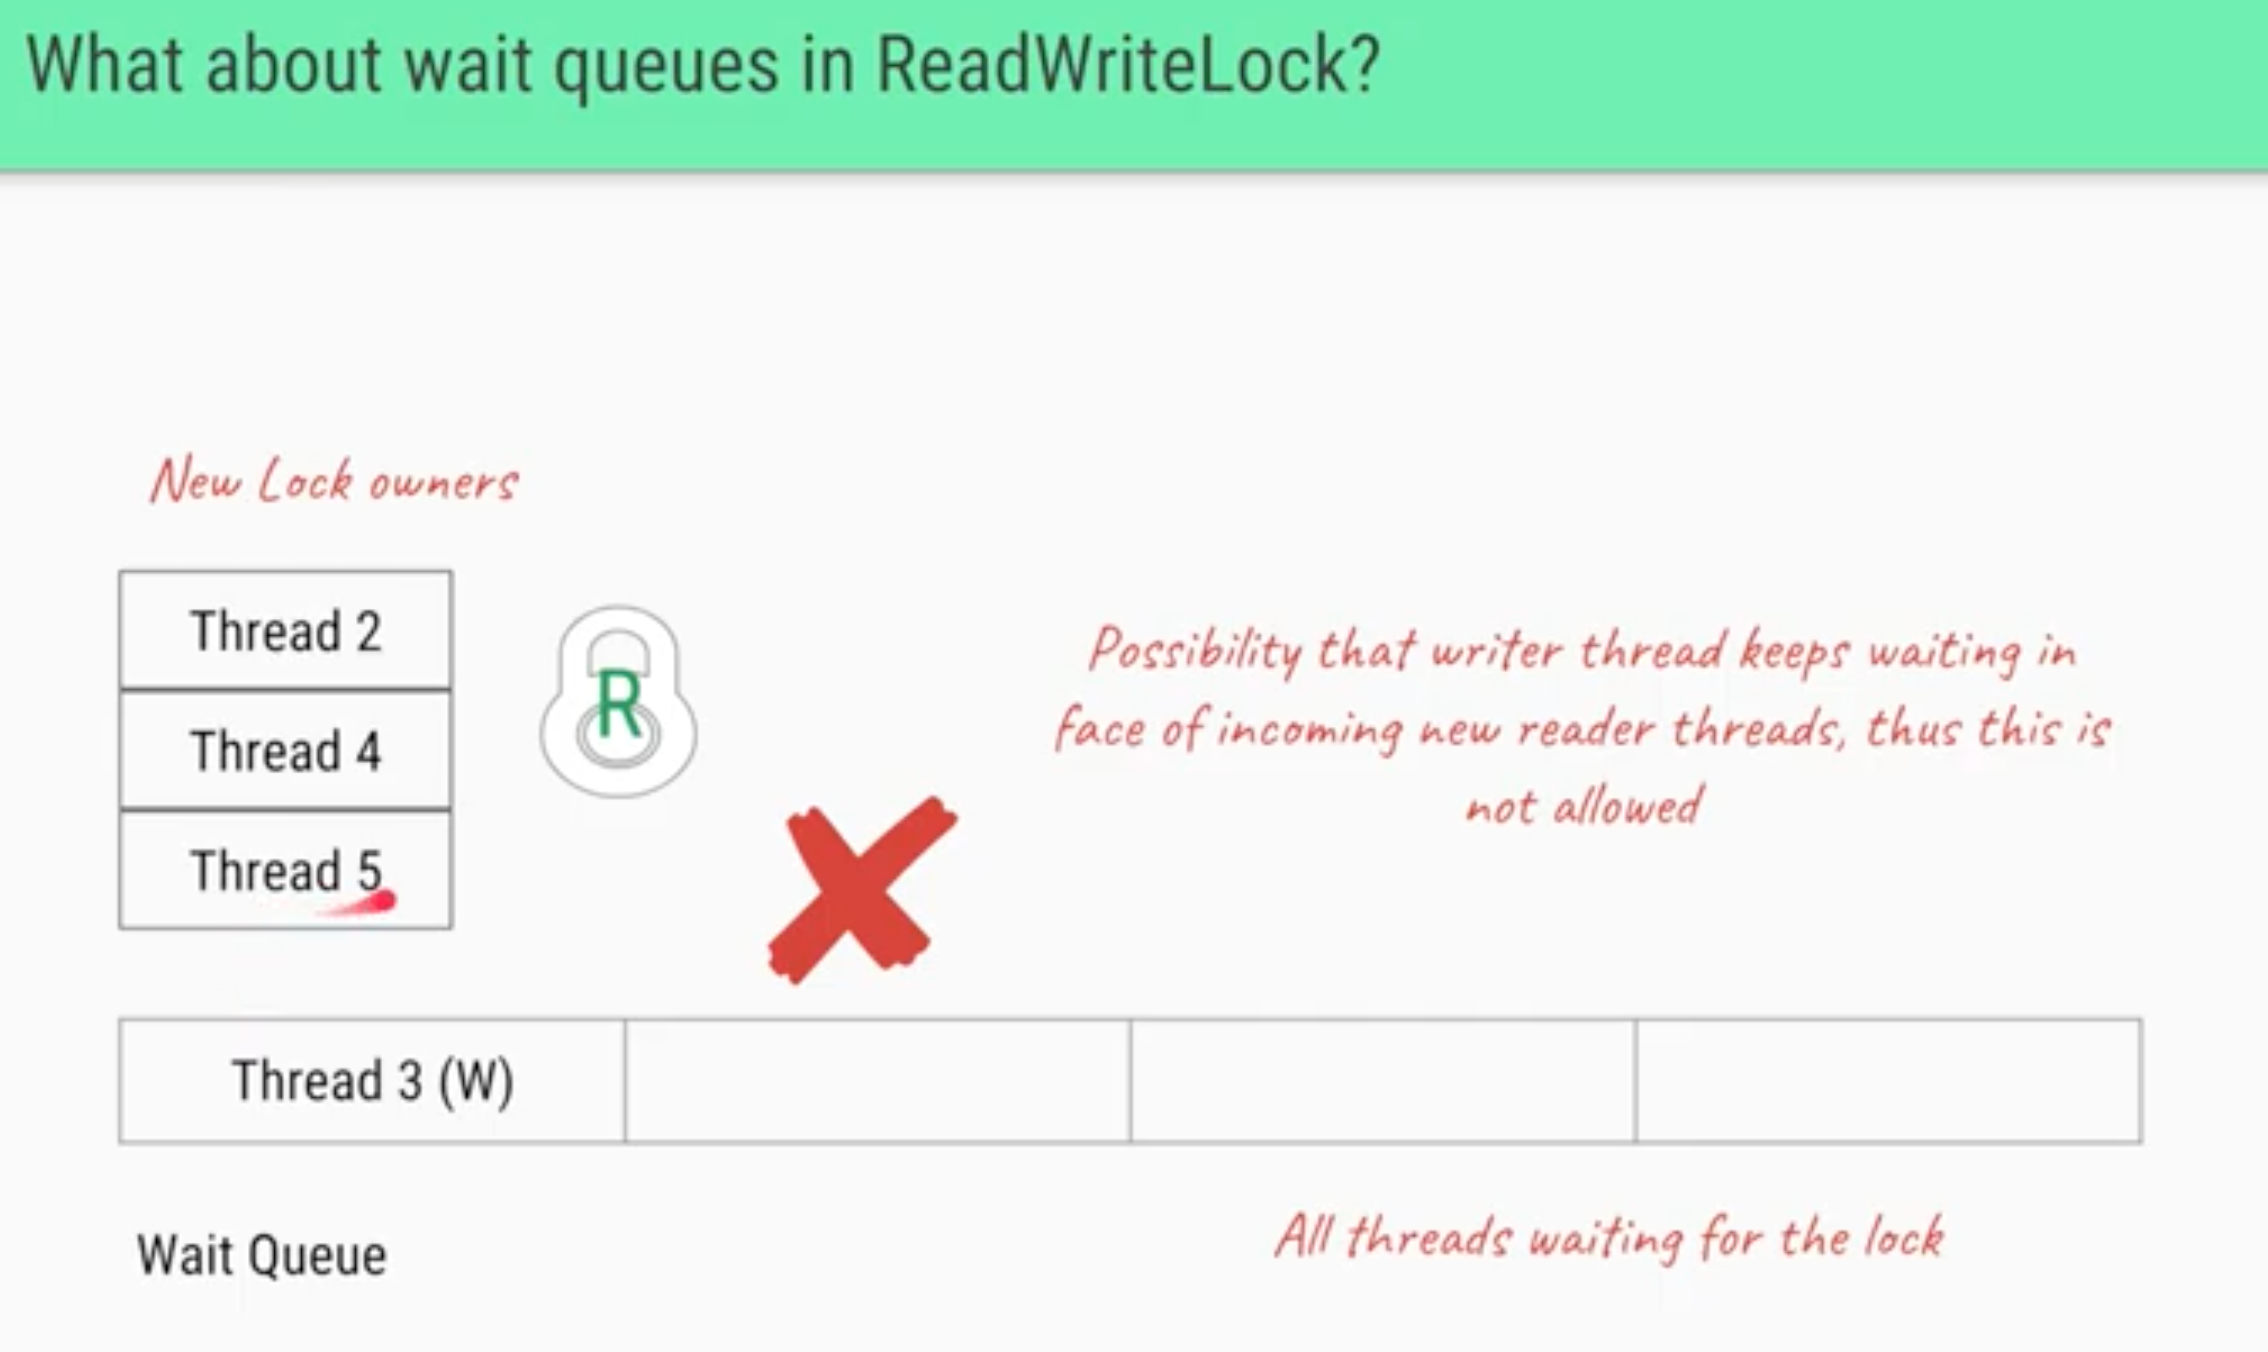 What about wait queues in ReadWriteLock?
New Lock owners
Thread 2
R
Thread 4
Thread 5
Possibility that writer thread keeps waiting in
face of incoming new reader threads, thus this is
not allowed
Thread 3 (W)
Wait Queue
All threads waiting for the lock